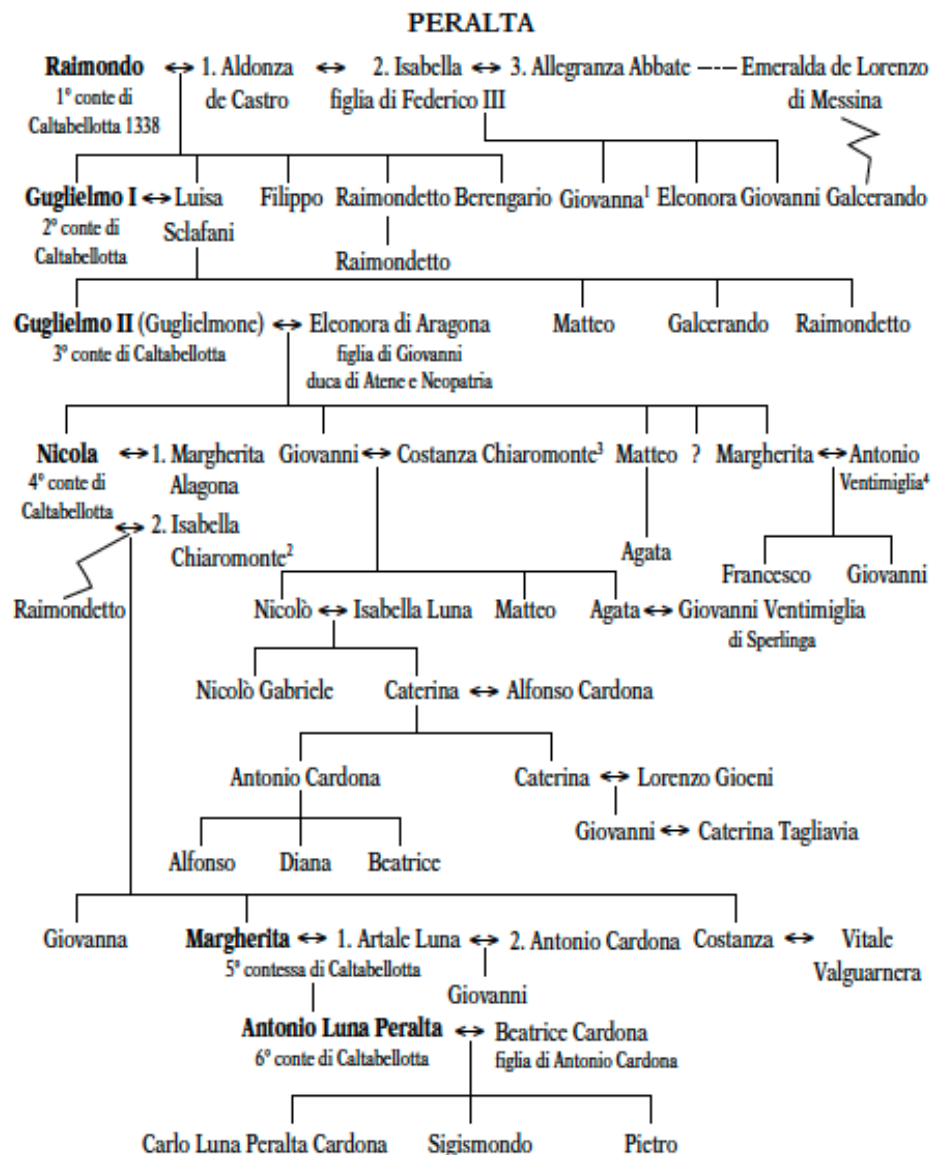 PERALTA
Raimondo ↔ 1. Aldonza ↔ 2. Isabella ↔ 3. Allegranza Abbate ---- Emeralda de Lorenzo
1º conte di de Castro figlia di Federico III di Messina
Caltabellotta 1338
Guglielmo I ↔ Luisa Filippo Raimondetto Berengario Giovanna¹ Eleonora Giovanni Galcerando
2º conte di Sclafani
Caltabellotta Raimondetto
Guglielmo II (Guglielmone) ↔ Eleonora di Aragona Matteo Galcerando Raimondetto
3º conte di Caltabellotta figlia di Giovanni
duca di Atene e Neopatria
Nicola ↔ 1. Margherita Giovanni ↔ Costanza Chiaromonte³ Matteo ? Margherita ↔ Antonio
4º conte di Alagona Ventimiglia⁴
Caltabellotta
↔ 2. Isabella
Chiaromonte² Agata
Francesco Giovanni
Raimondetto Nicolò ↔ Isabella Luna Matteo Agata ↔ Giovanni Ventimiglia
di Sperlinga
Nicolò Gabriele Caterina ↔ Alfonso Cardona
Antonio Cardona Caterina ↔ Lorenzo Gioeni
Giovanni ↔ Caterina Tagliavia
Alfonso Diana Beatrice
Giovanna Margherita ↔ 1. Artale Luna ↔ 2. Antonio Cardona Costanza ↔ Vitale
5ª contessa di Caltabellotta Valguarnera
Giovanni
Antonio Luna Peralta ↔ Beatrice Cardona
6º conte di Caltabellotta figlia di Antonio Cardona
Carlo Luna Peralta Cardona Sigismondo Pietro